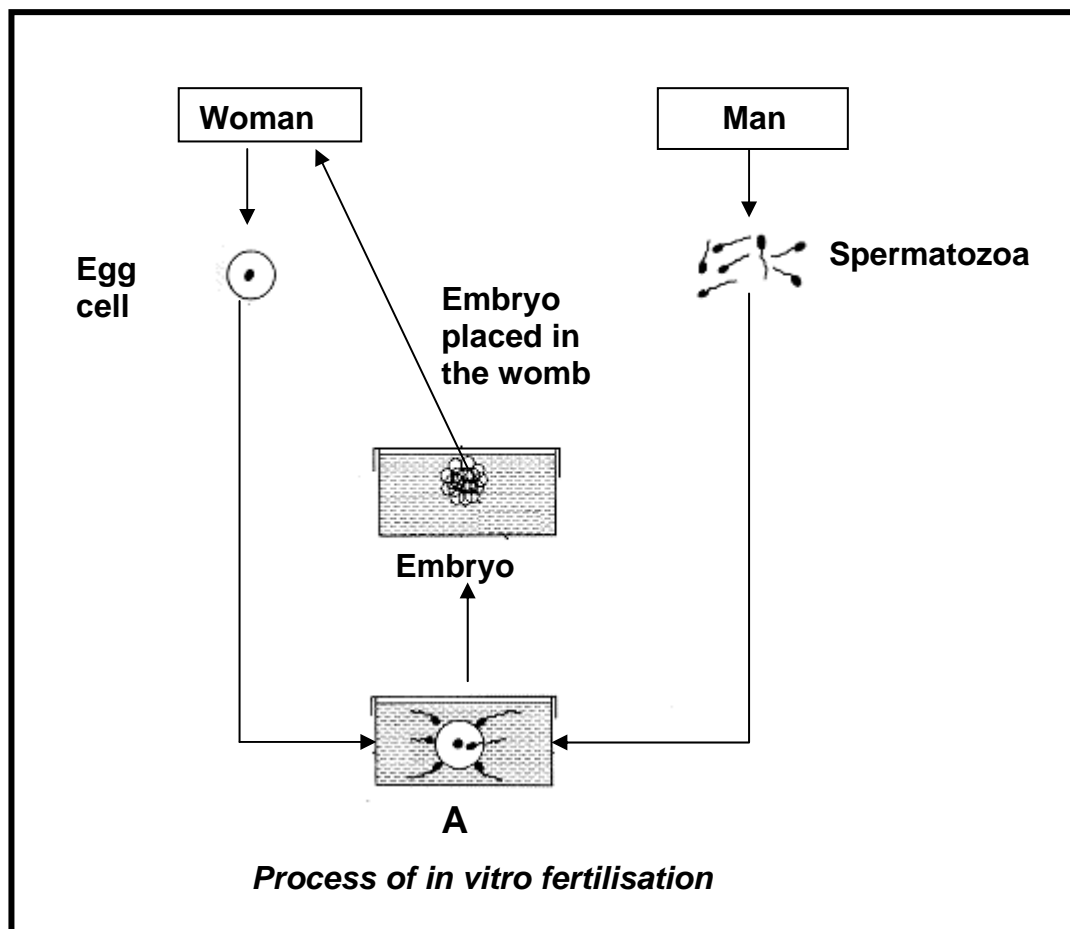 Woman
Man
Egg
cell
Spermatozoa
Embryo
placed in
the womb
Embryo
A
Process of in vitro fertilisation